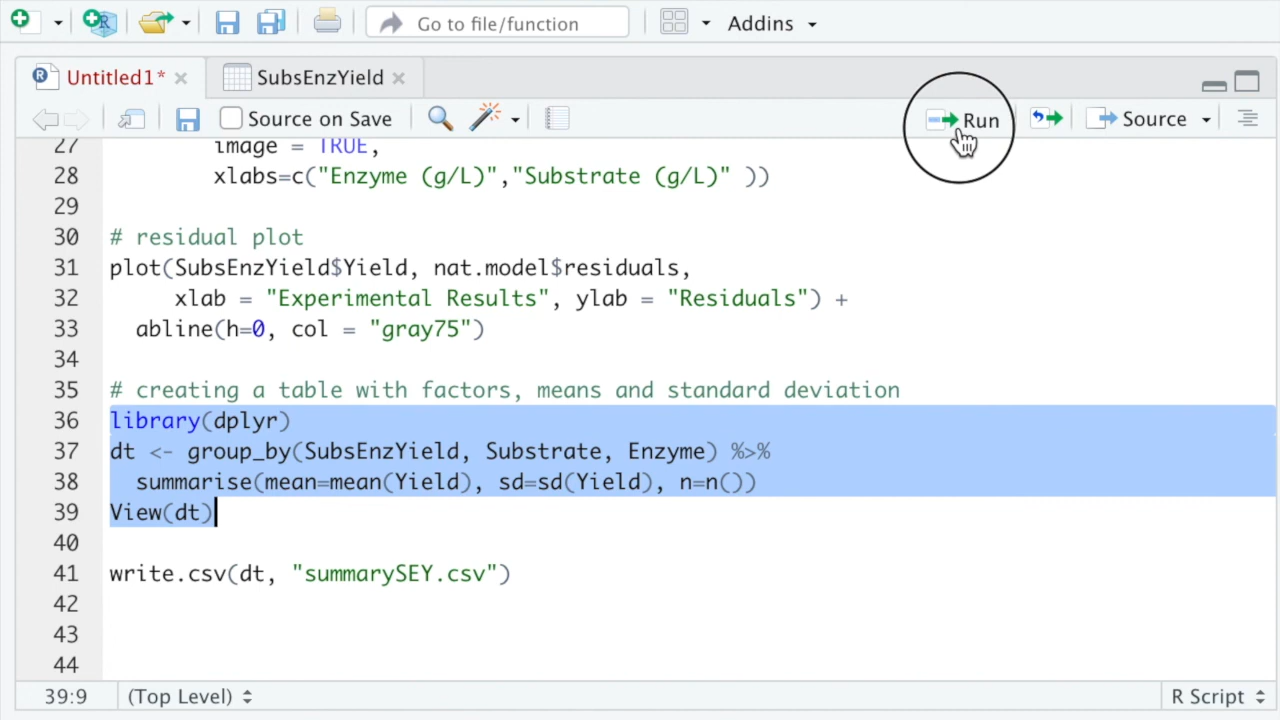 Go to file/function Addins
Untitled1* SubsEnzYield
Source on Save Run Source
27 image = TRUE,
28 xlabs=c("Enzyme (g/L)","Substrate (g/L)" ))
29
30 # residual plot
31 plot(SubsEnzYield$Yield, nat.model$residuals,
32 xlab = "Experimental Results", ylab = "Residuals") +
33 abline(h=0, col = "gray75")
34
35 # creating a table with factors, means and standard deviation
36 library(dplyr)
37 dt <- group_by(SubsEnzYield, Substrate, Enzyme) %>%
38 summarise(mean=mean(Yield), sd=sd(Yield), n=n())
39 View(dt)
40
41 write.csv(dt, "summarySEY.csv")
42
43
44
39:9 (Top Level) R Script